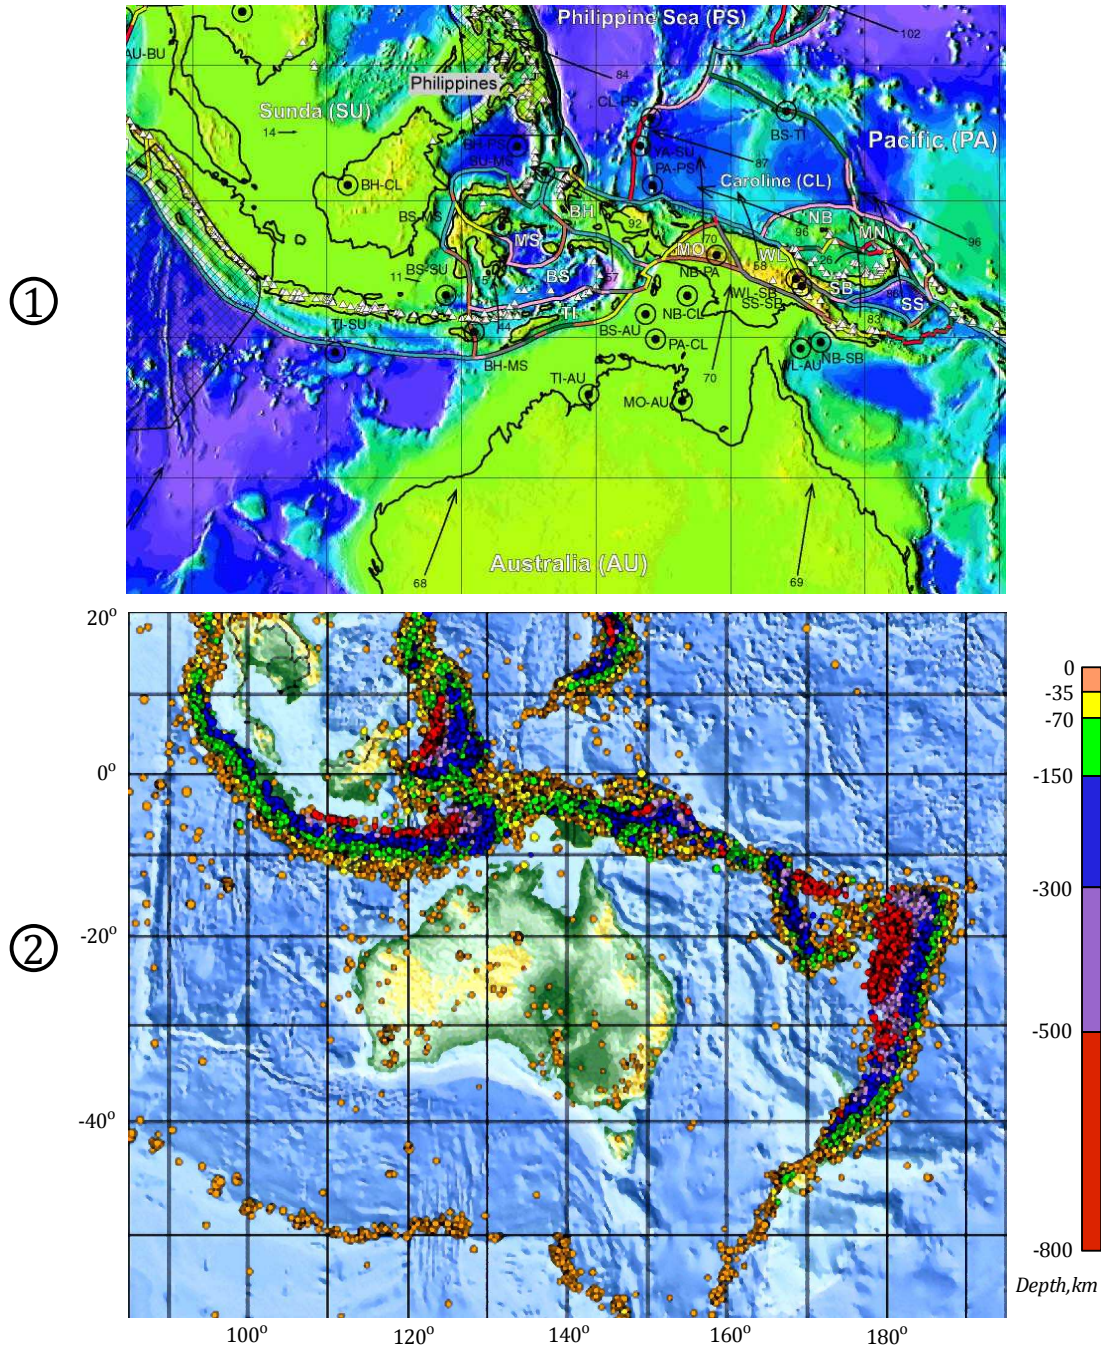 Philippine Sea (PS)
102
AU-BU
84
Philippines
CL-PS
Sunda (SU)
14
BS-TI
Pacific (PA)
BH-PS
SU-MS
YA-SU
PA-PS
87
Caroline (CL)
BH-CL
BS-MS
BH
92
NB
MN
96
96
MS
MO
70
WL
26
BS-SU
11
BS
57
NB-PA
58
SB
SS
WL-SB
SS-SB
83
TI-SU
TI
44
NB-CL
BS-AU
PA-CL
BH-MS
WL-AU
NB-SB
TI-AU
MO-AU
70
①
Australia (AU)
68
69
20°
0°
-20°
-40°
②
100°
120°
140°
160°
180°
0
-35
-70
-150
-300
-500
-800
Depth,km